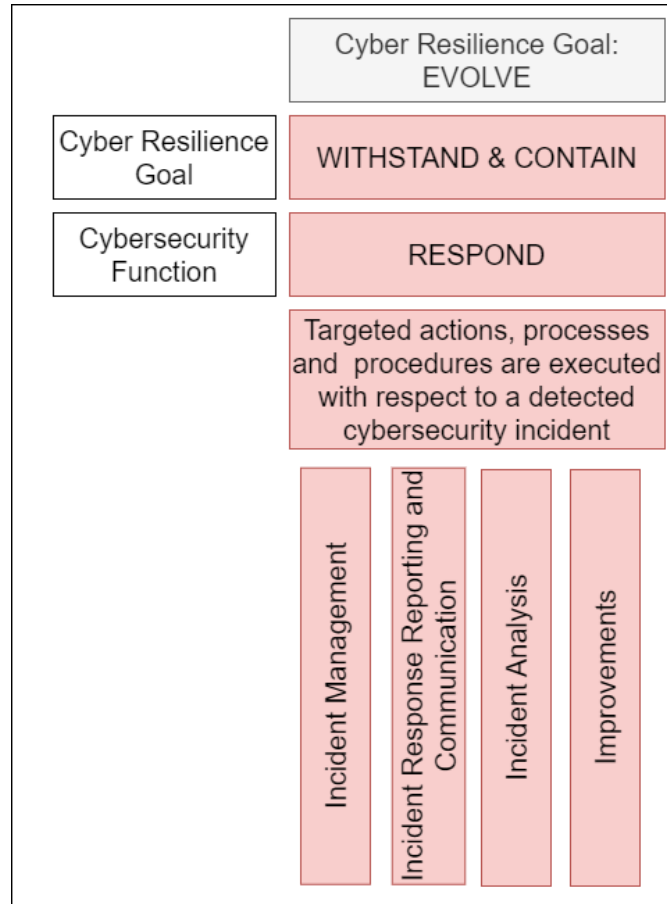 Cyber Resilience Goal:
EVOLVE
Cyber Resilience
Goal
WITHSTAND & CONTAIN
Cybersecurity
Function
RESPOND
Targeted actions, processes
and procedures are executed
with respect to a detected
cybersecurity incident
Incident Management
Incident Response Reporting and
Communication
Incident Analysis
Improvements